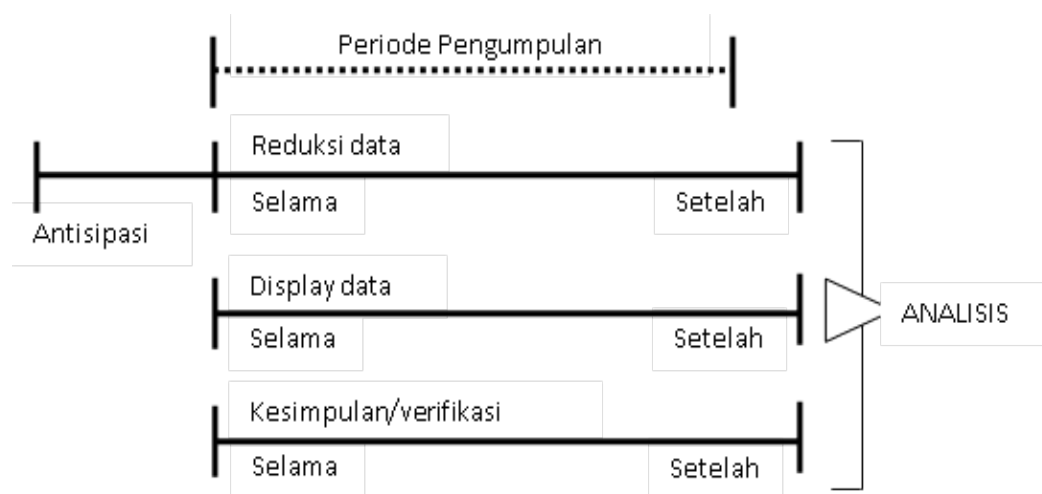 Periode Pengumpulan
Reduksi data
Selama
Setelah
Antisipasi
Display data
Selama
Setelah
ANALISIS
Kesimpulan/verifikasi
Selama
Setelah